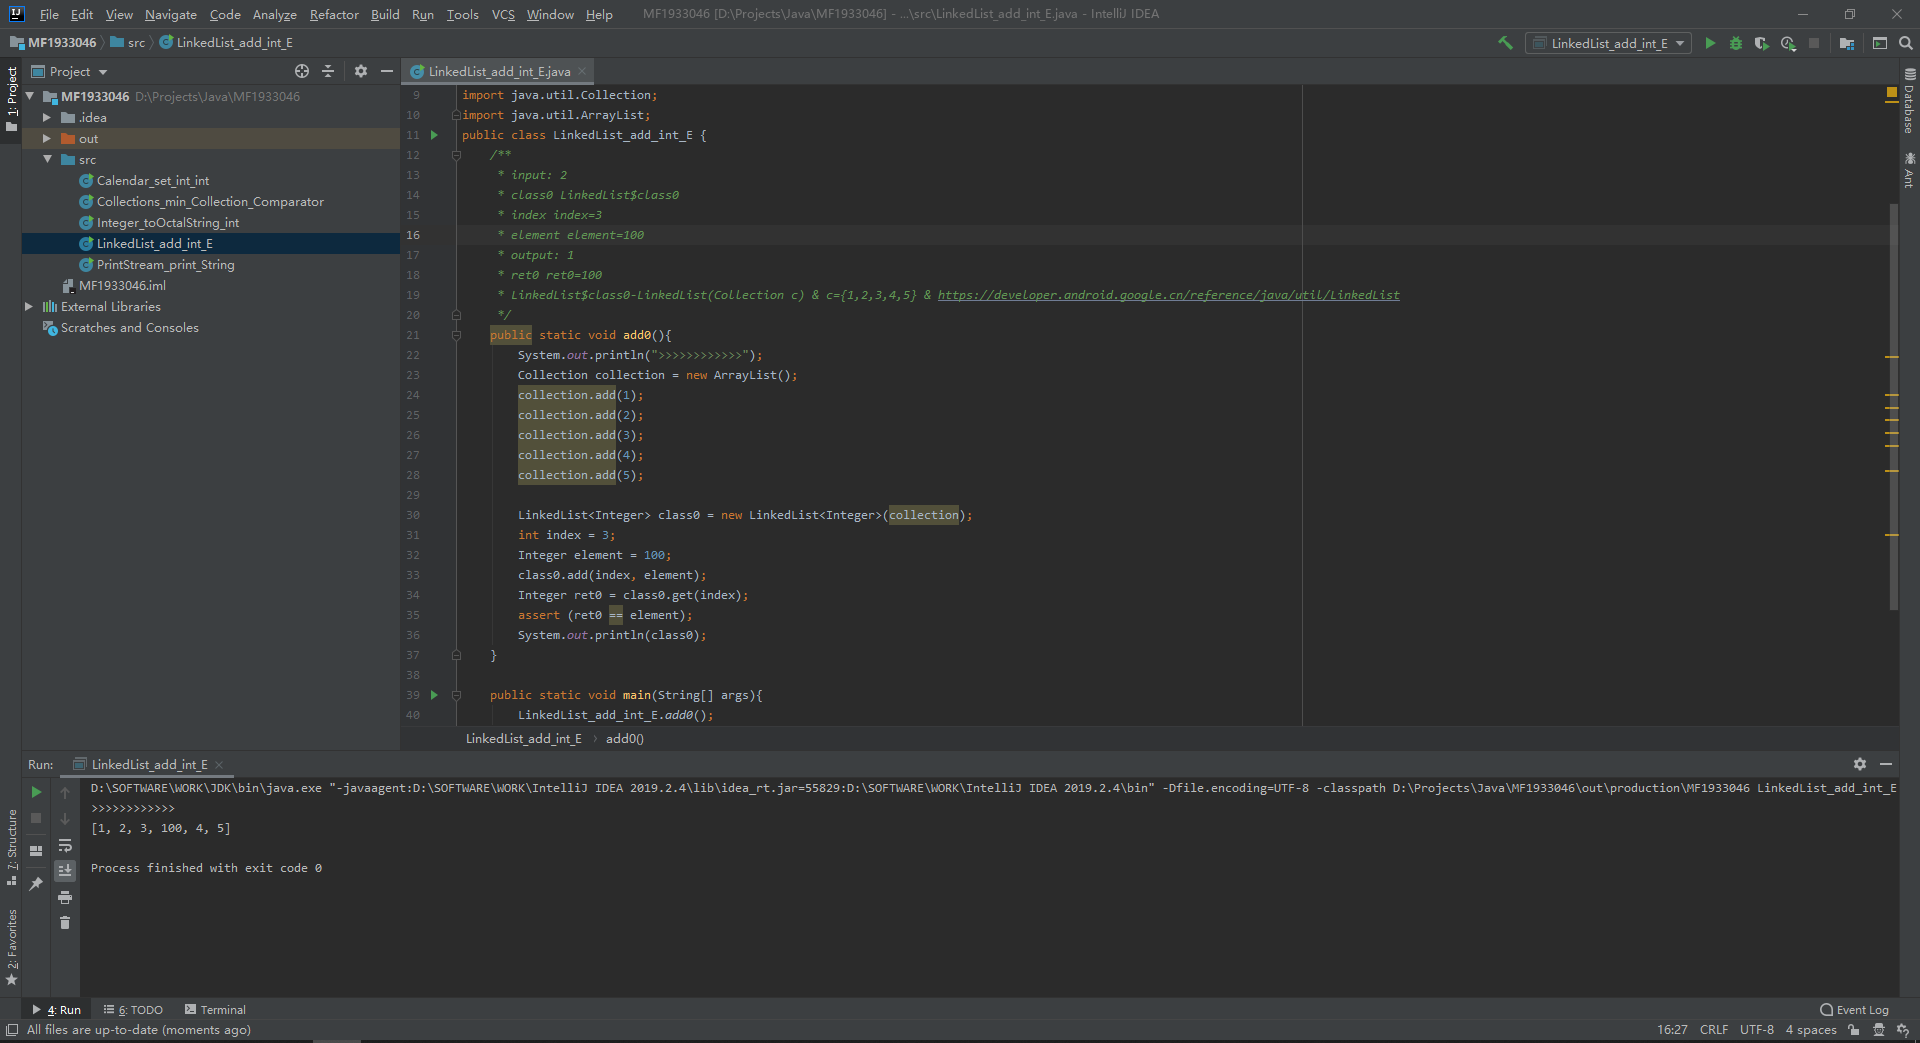 File Edit View Navigate Code Analyze Refactor Build Run Tools VCS Window Help MF1933046 [D:\Projects\Java\MF1933046] - ...\src\LinkedList_add_int_E.java - IntelliJ IDEA
MF1933046 src LinkedList_add_int_E LinkedList_add_int_E
1: Project
Project
MF1933046 D:\Projects\Java\MF1933046
.idea
out
src
Calendar_set_int_int
Collections_min_Collection_Comparator
Integer_toOctalString_int
LinkedList_add_int_E
PrintStream_print_String
MF1933046.iml
External Libraries
Scratches and Consoles
LinkedList_add_int_E.java
9 import java.util.Collection;
10 import java.util.ArrayList;
11 public class LinkedList_add_int_E {
12 /**
13 * input: 2
14 * class0 LinkedList$class0
15 * index index=3
16 * element element=100
17 * output: 1
18 * ret0 ret0=100
19 * LinkedList$class0-LinkedList(Collection c) & c={1,2,3,4,5} & https://developer.android.google.cn/reference/java/util/LinkedList
20 */
21 public static void add0(){
22 System.out.println(">>>>>>>>>>>>");
23 Collection collection = new ArrayList();
24 collection.add(1);
25 collection.add(2);
26 collection.add(3);
27 collection.add(4);
28 collection.add(5);
29
30 LinkedList<Integer> class0 = new LinkedList<Integer>(collection);
31 int index = 3;
32 Integer element = 100;
33 class0.add(index, element);
34 Integer ret0 = class0.get(index);
35 assert (ret0 == element);
36 System.out.println(class0);
37 }
38
39 public static void main(String[] args){
40 LinkedList_add_int_E.add0();
LinkedList_add_int_E add0()
Database
Ant
Run: LinkedList_add_int_E
D:\SOFTWARE\WORK\JDK\bin\java.exe "-javaagent:D:\SOFTWARE\WORK\IntelliJ IDEA 2019.2.4\lib\idea_rt.jar=55829:D:\SOFTWARE\WORK\IntelliJ IDEA 2019.2.4\bin" -Dfile.encoding=UTF-8 -classpath D:\Projects\Java\MF1933046\out\production\MF1933046 LinkedList_add_int_E
>>>>>>>>>>>>
[1, 2, 3, 100, 4, 5]
Process finished with exit code 0
7: Structure
2: Favorites
4: Run 6: TODO Terminal Event Log
All files are up-to-date (moments ago) 16:27 CRLF UTF-8 4 spaces